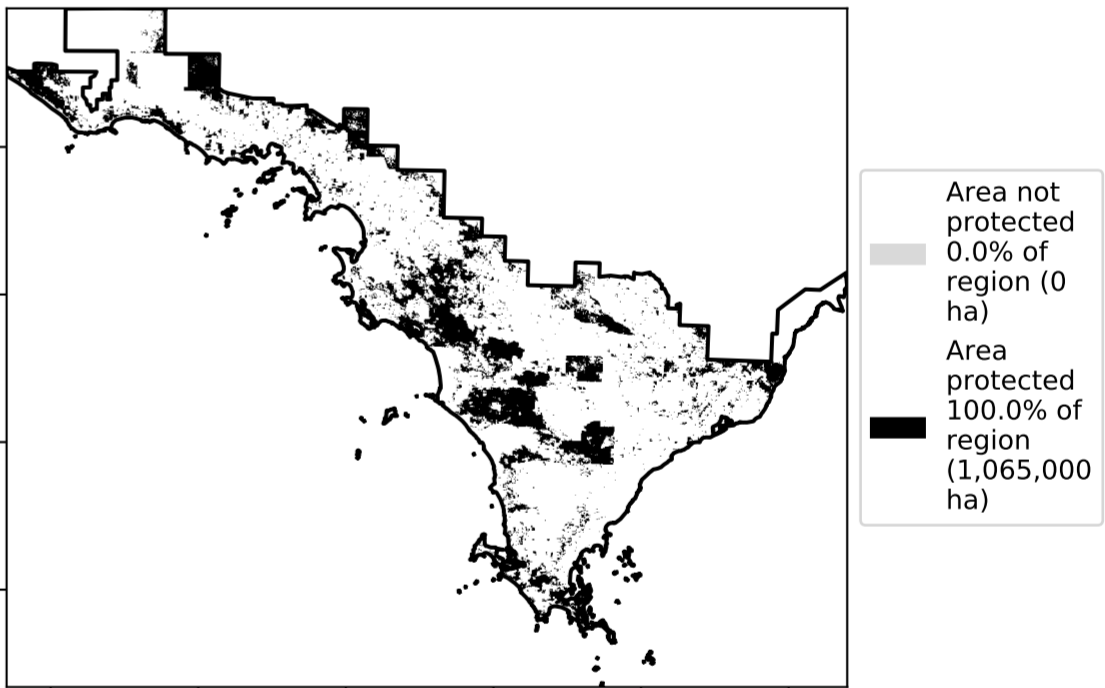 Area not
protected
0.0% of
region (0
ha)
Area
protected
100.0% of
region
(1,065,000
ha)